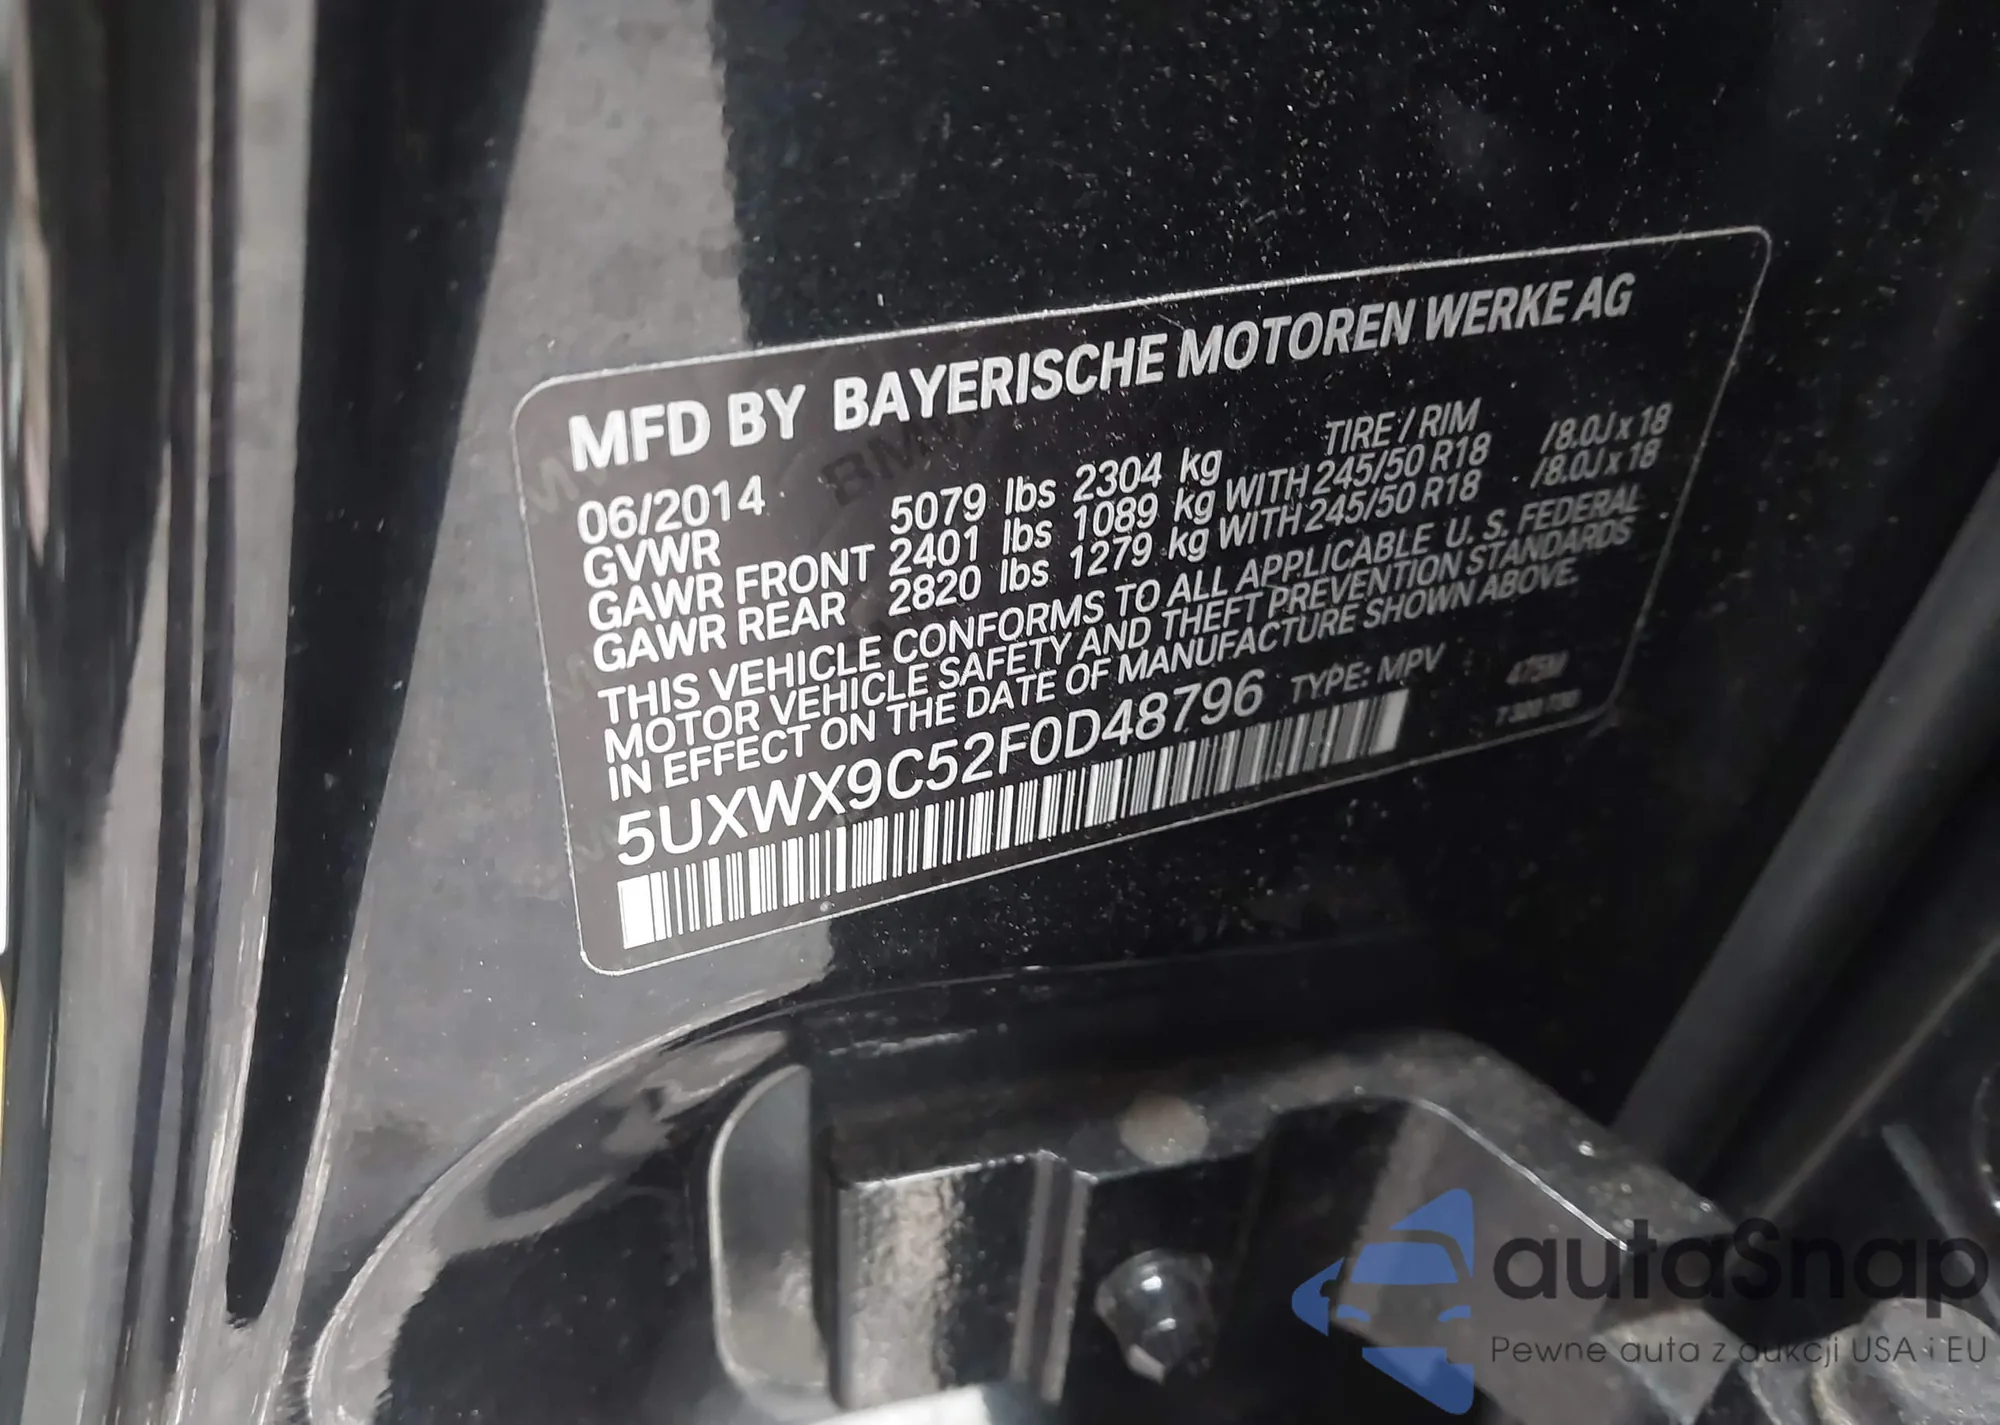 MFD BY BAYERISCHE MOTOREN WERKE AG
06/2014 TIRE / RIM
GVWR 5079 lbs 2304 kg
GAWR FRONT 2401 lbs 1089 kg WITH 245/50 R18 /8.0J x 18
GAWR REAR 2820 lbs 1279 kg WITH 245/50 R18 /8.0J x 18
THIS VEHICLE CONFORMS TO ALL APPLICABLE U. S. FEDERAL
MOTOR VEHICLE SAFETY AND THEFT PREVENTION STANDARDS
IN EFFECT ON THE DATE OF MANUFACTURE SHOWN ABOVE.
5UXWX9C52F0D48796 TYPE: MPV
autaSnap
Pewne auta z aukcji USA i EU